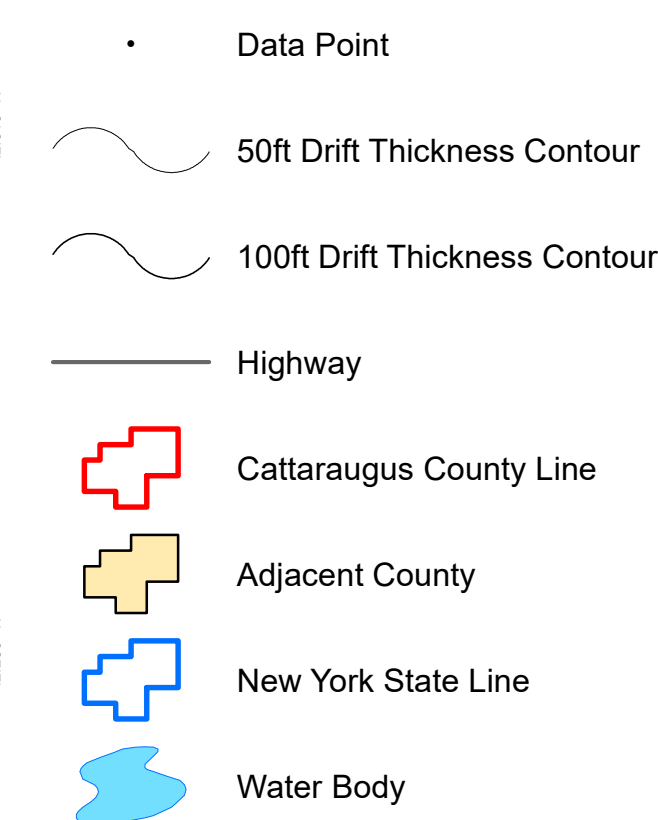 Data Point
50ft Drift Thickness Contour
100ft Drift Thickness Contour
Highway
Cattaraugus County Line
Adjacent County
New York State Line
Water Body